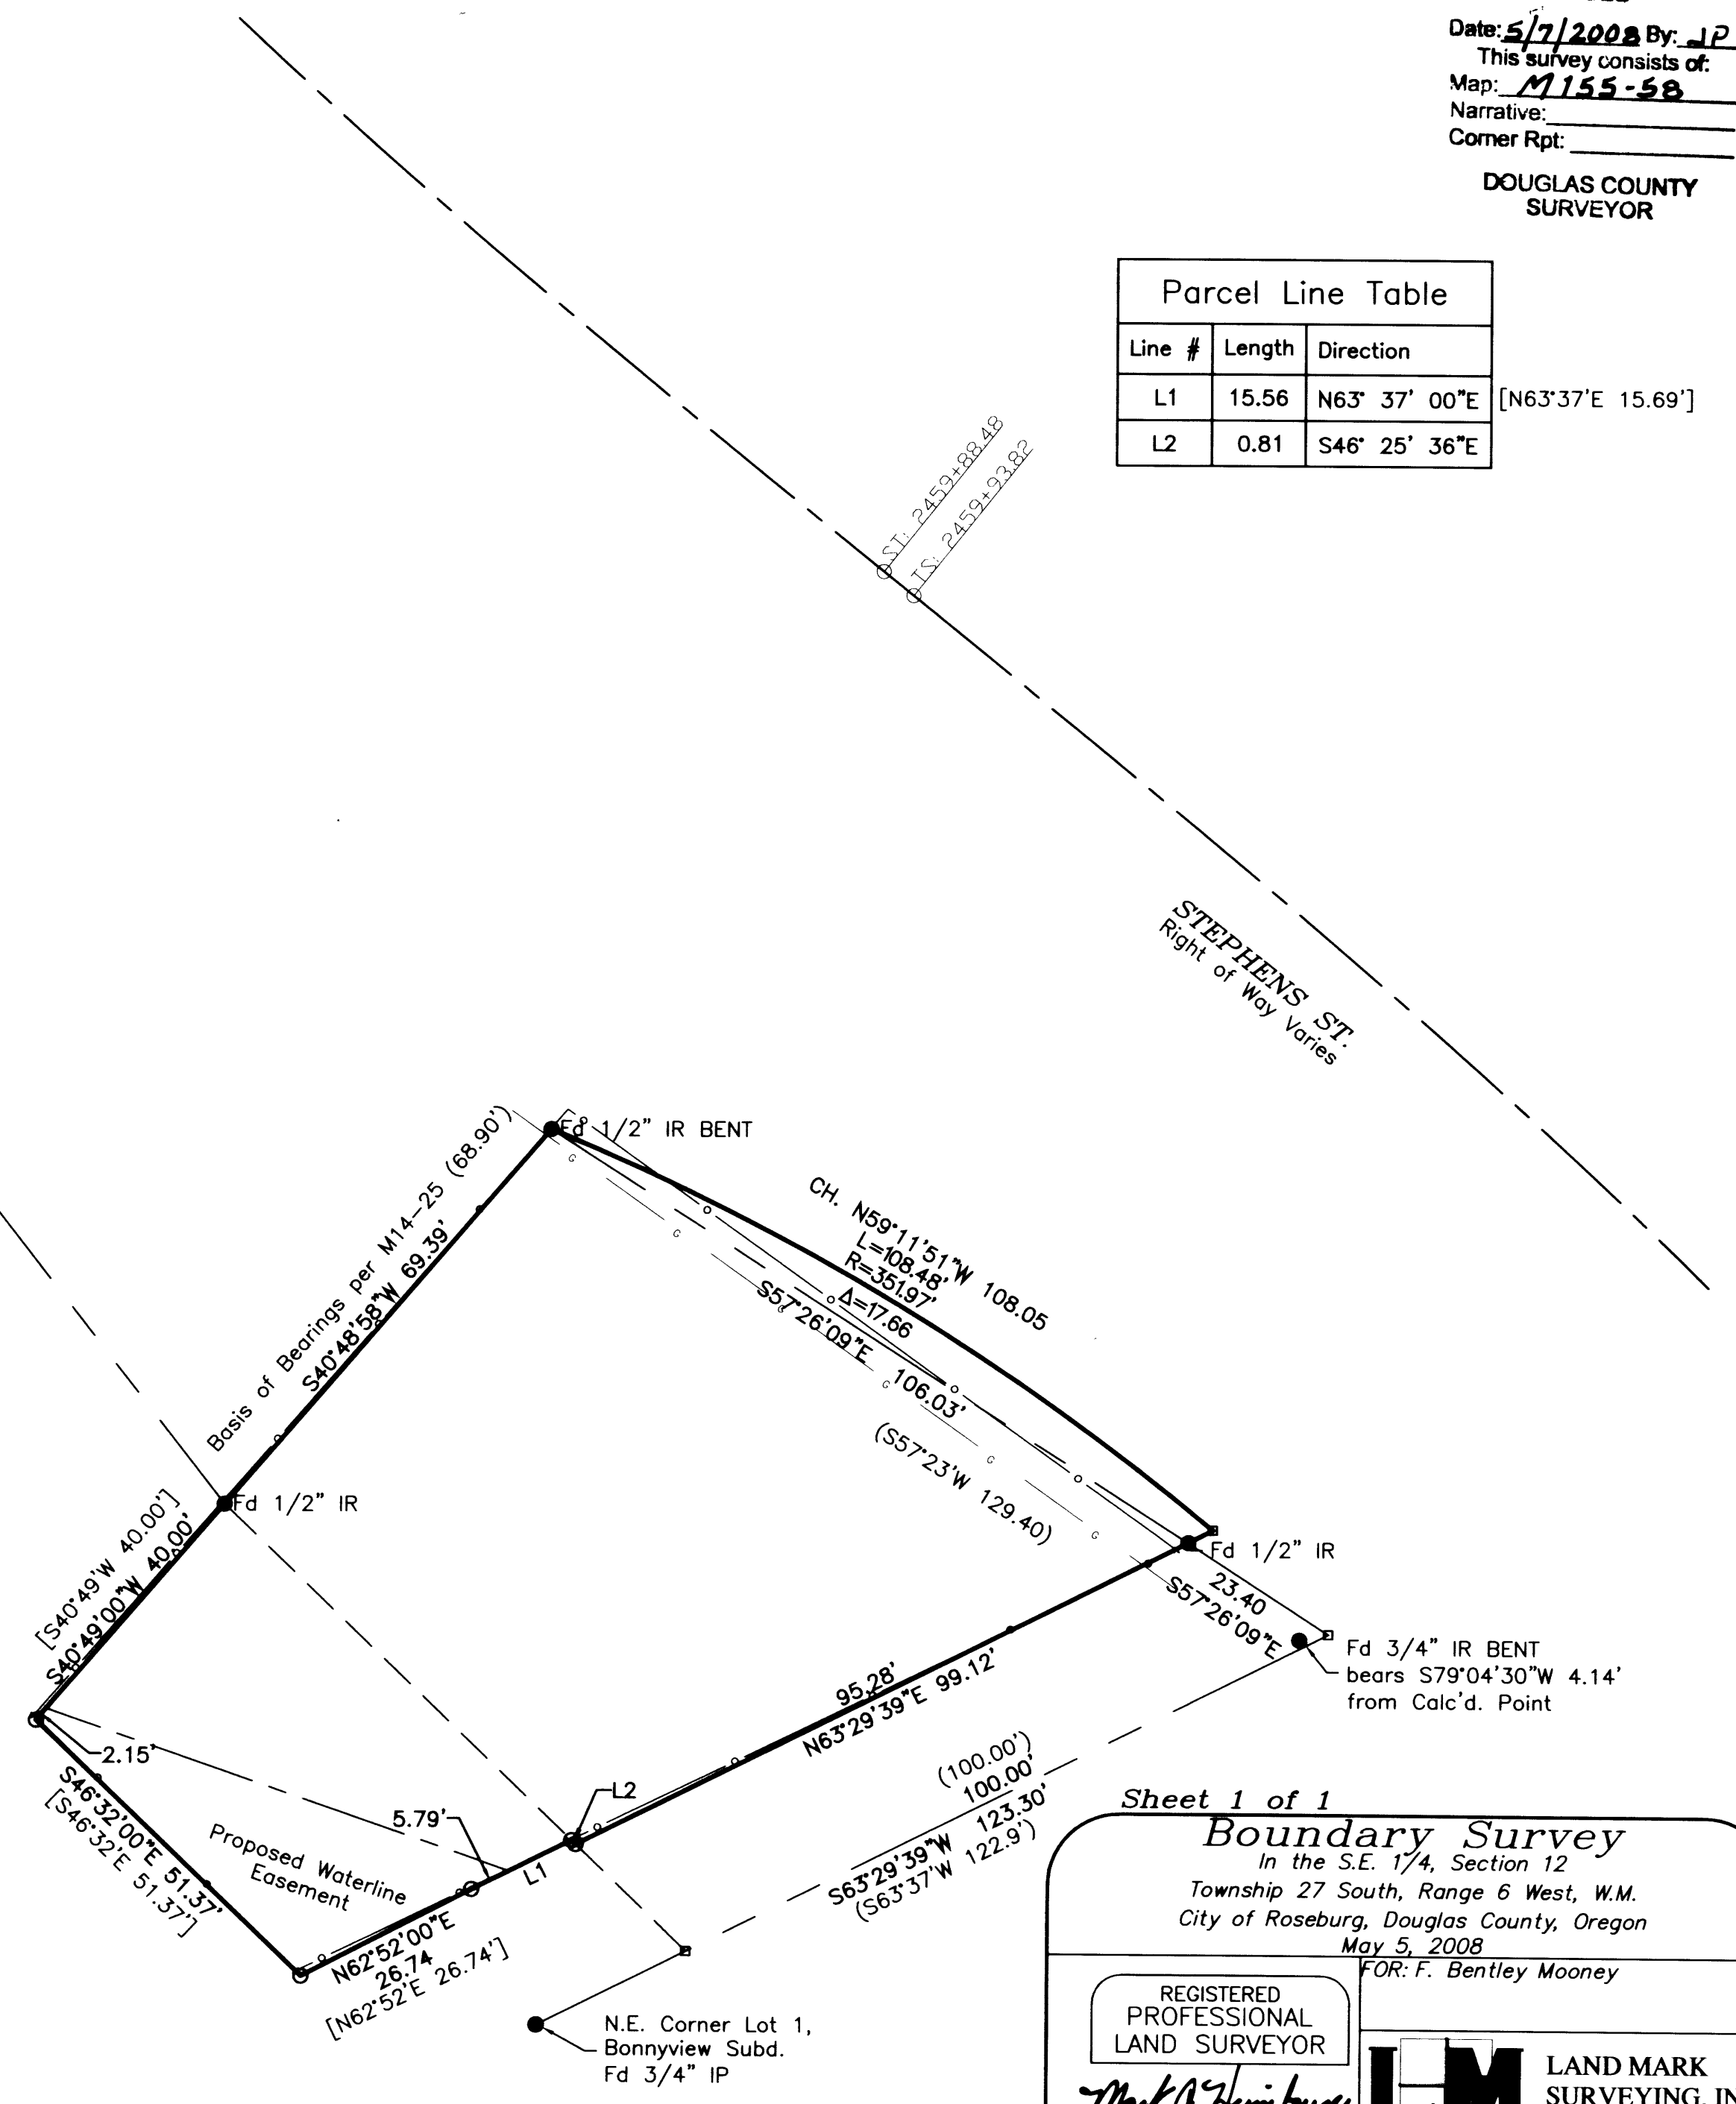 Date: 5/7/2008 By: JP
This survey consists of:
Map: M155-58
Narrative:
Corner Rpt:
DOUGLAS COUNTY
SURVEYOR
Parcel Line Table
Line # Length Direction
L1 15.56 N63° 37' 00"E [N63°37'E 15.69']
L2 0.81 S46° 25' 36"E
ST: 2459+88.48
TS: 2459+93.82
STEPHENS ST.
Right of Way Varies
Fd 1/2" IR BENT
Basis of Bearings per M14-25 (68.90')
S40°48'58"W 69.39'
CH. N59°11'51"W 108.05
L=108.48'
R=351.97'
Δ=17.66
S57°26'09"E 106.03'
(S57°23'W 129.40)
G
G
G
G
G
G
Fd 1/2" IR
[S40°49'W 40.00']
S40°49'00"W 40.00'
Fd 1/2" IR
23.40
S57°26'09"E
Fd 3/4" IR BENT
bears S79°04'30"W 4.14'
from Calc'd. Point
95.28'
N63°29'39"E 99.12'
2.15'
S46°32'00"E 51.37'
[S46°32'E 51.37']
Proposed Waterline
Easement
5.79'
L2
L1
N62°52'00"E
26.74
[N62°52'E 26.74']
(100.00')
100.00'
S63°29'39"W 123.30'
(S63°37'W 122.9')
N.E. Corner Lot 1,
Bonnyview Subd.
Fd 3/4" IP
Sheet 1 of 1
Boundary Survey
In the S.E. 1/4, Section 12
Township 27 South, Range 6 West, W.M.
City of Roseburg, Douglas County, Oregon
May 5, 2008
FOR: F. Bentley Mooney
REGISTERED
PROFESSIONAL
LAND SURVEYOR
LAND MARK
SURVEYING, IN